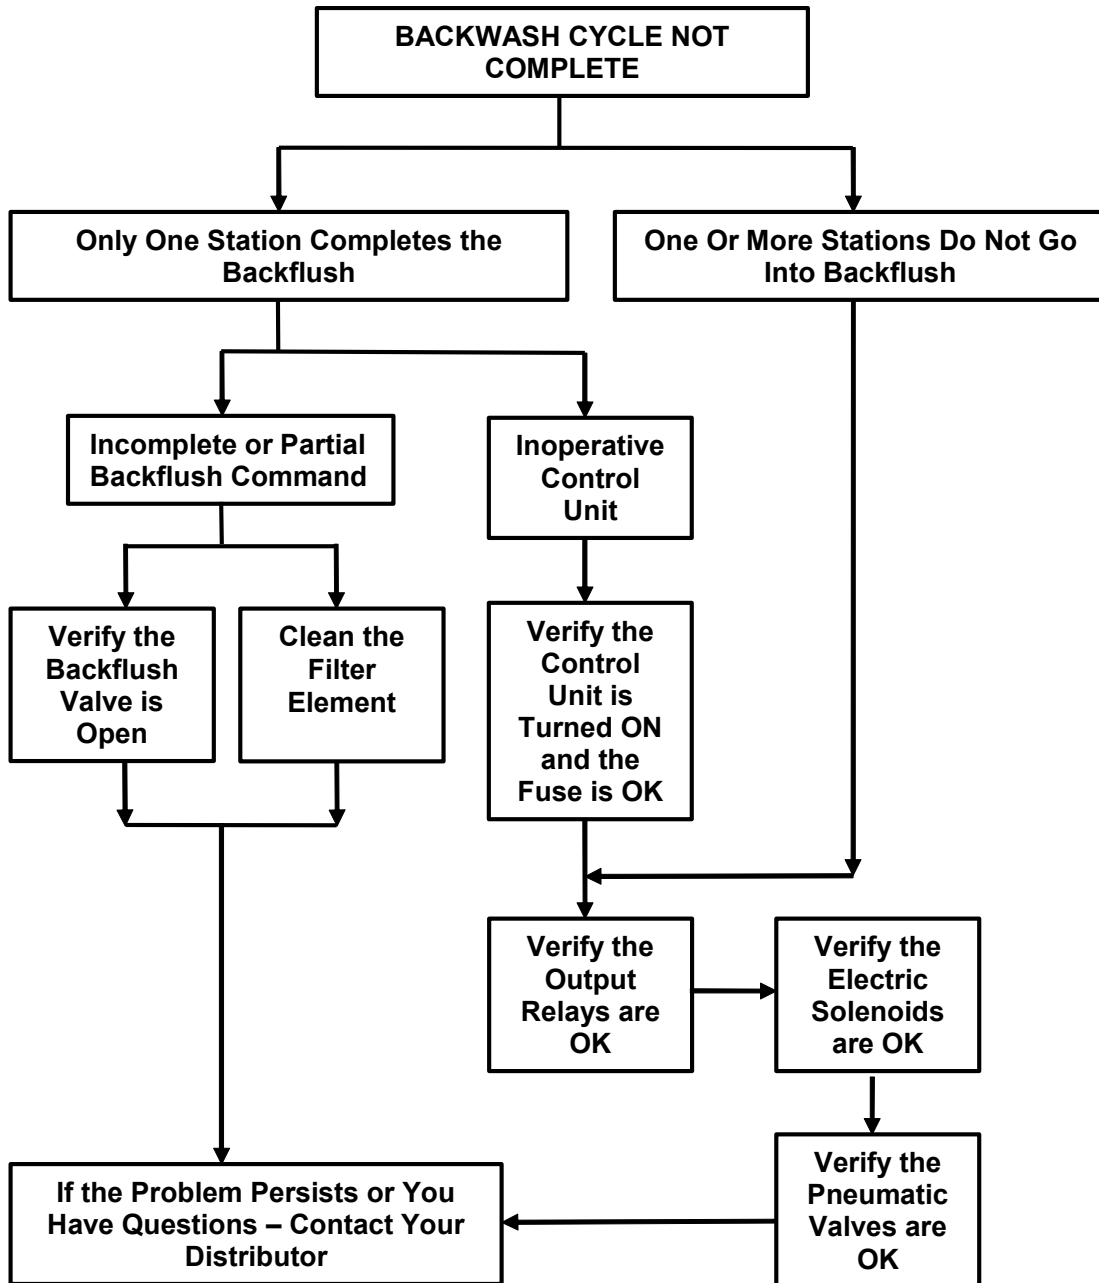 BACKWASH CYCLE NOT
COMPLETE
Only One Station Completes the
Backflush
One Or More Stations Do Not Go
Into Backflush
Incomplete or Partial
Backflush Command
Inoperative
Control
Unit
Verify the
Backflush
Valve is
Open
Clean the
Filter
Element
Verify the
Control
Unit is
Turned ON
and the
Fuse is OK
Verify the
Output
Relays are
OK
Verify the
Electric
Solenoids
are OK
Verify the
Pneumatic
Valves are
OK
If the Problem Persists or You
Have Questions – Contact Your
Distributor